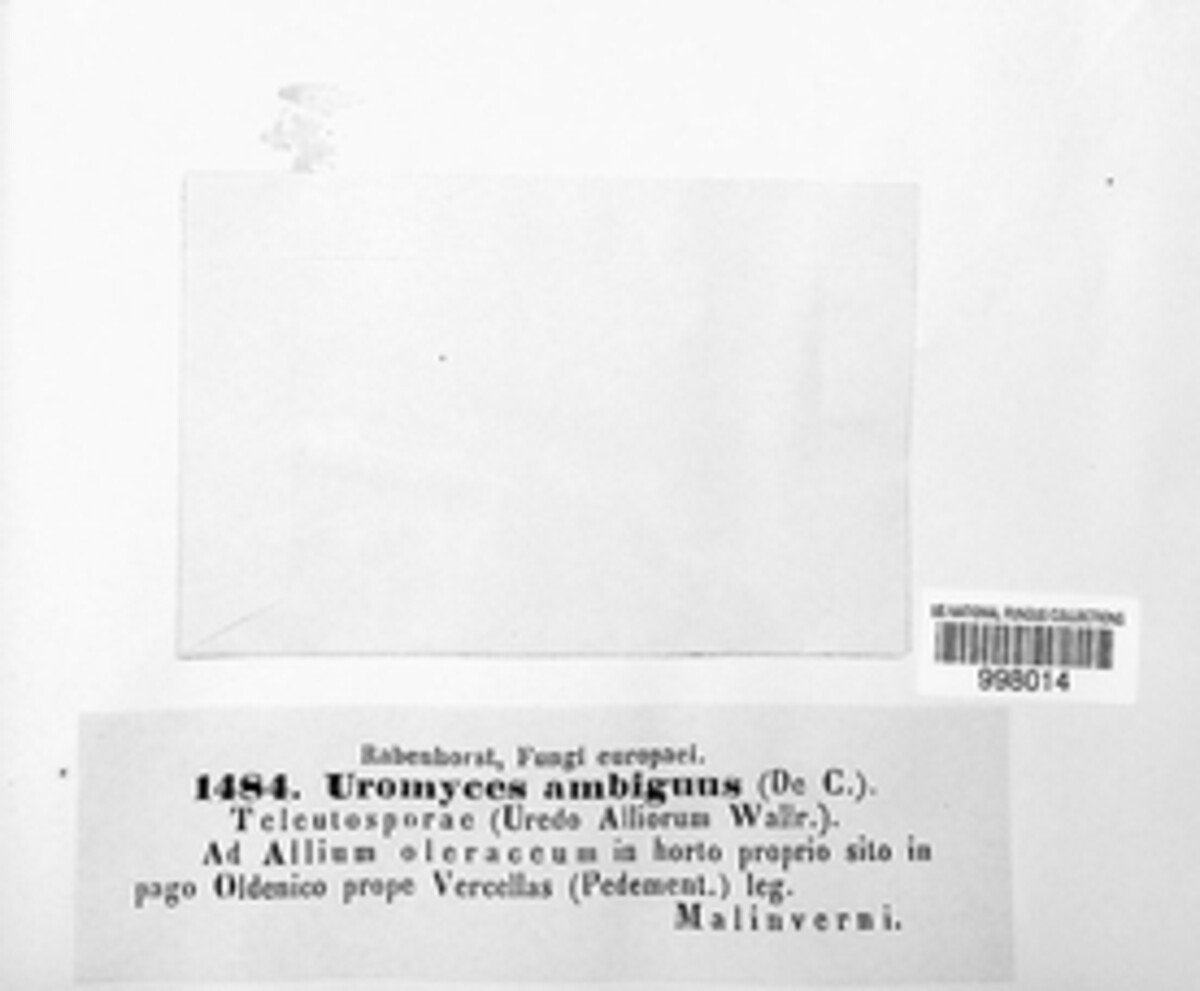 US NATIONAL FUNGUS COLLECTIONS
998014
Rabenhorst, Fungi europaei.
1484. Uromyces ambiguus (De C.).
Teleutosporae (Uredo Alliorum Wallr.).
Ad Allium oleraceum in horto proprio sito in
pago Oldenico prope Vercellas (Pedement.) leg.
Malinverni.